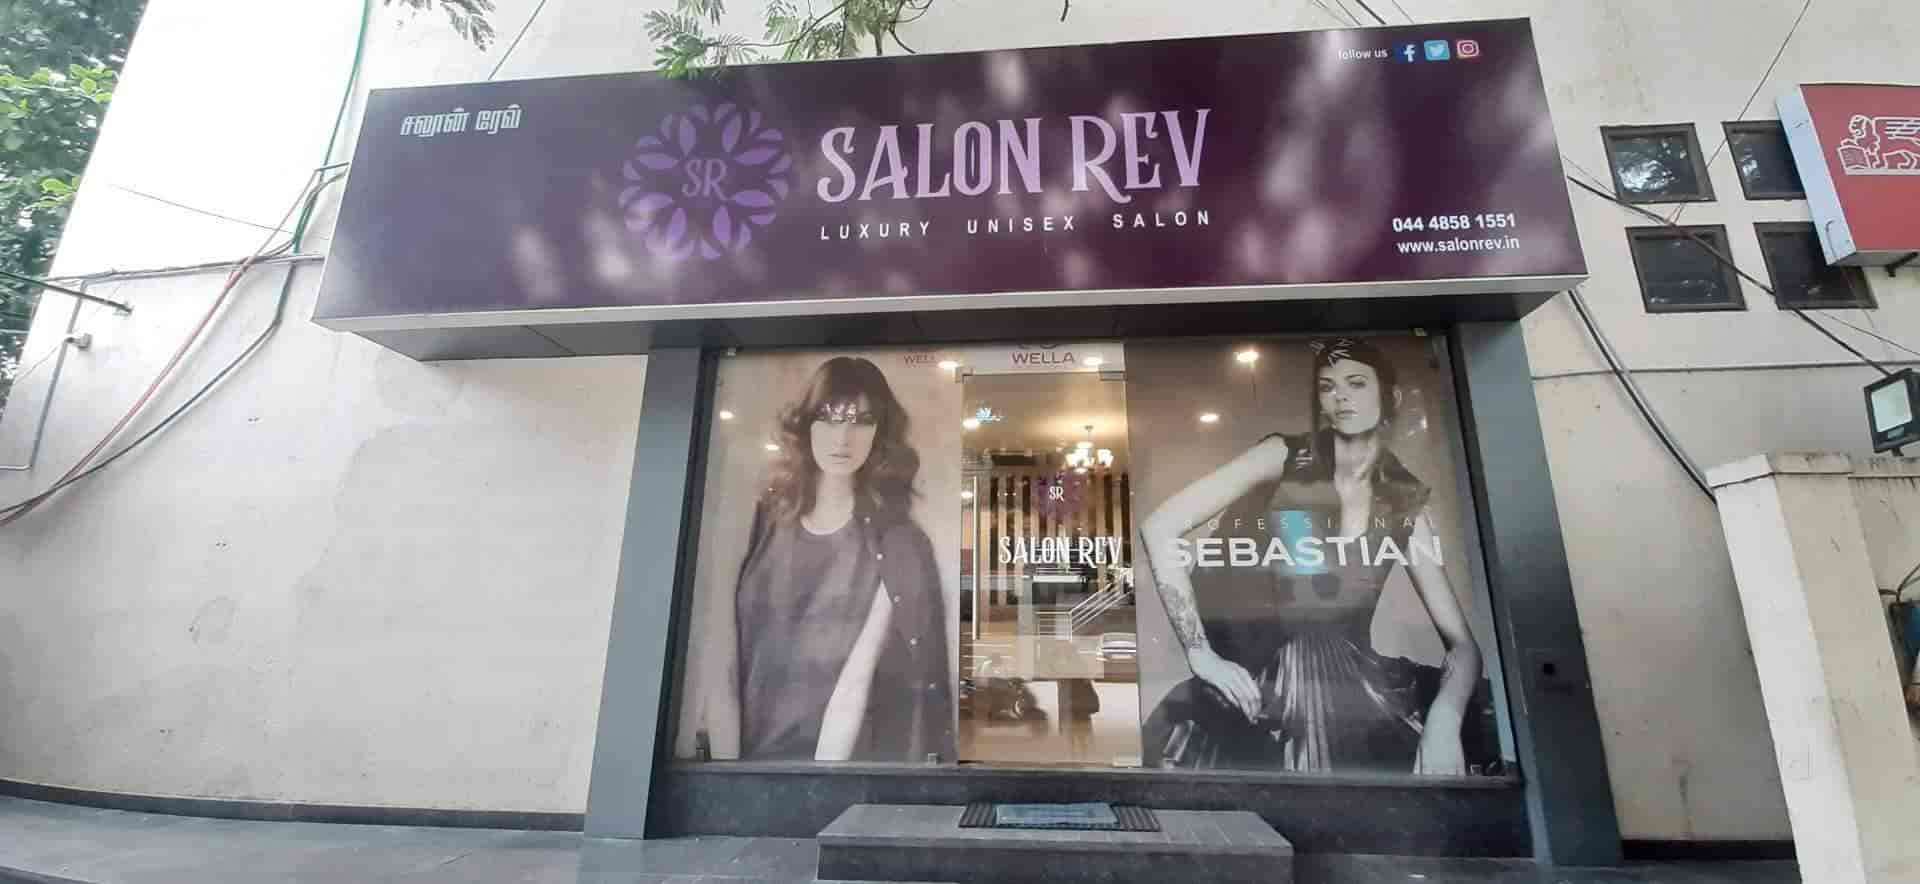 follow us
சலூன் ரேவ்
SR
SALON REV
LUXURY UNISEX SALON
044 4858 1551
www.salonrev.in
WELLA
SR
SALON REV
PROFESSIONAL
SEBASTIAN